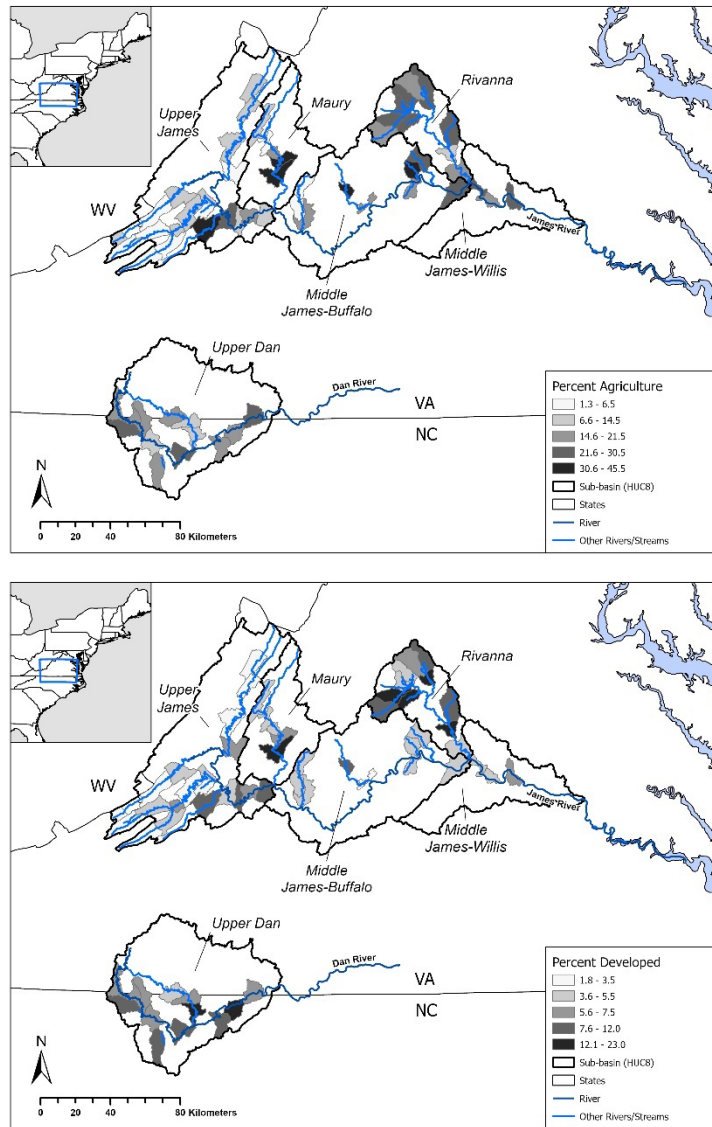 Rivanna
Upper
James
Maury
WV
James River
Middle
James-Willis
Middle
James-Buffalo
Upper Dan
Dan River
VA
NC
N
0 20 40 80 Kilometers
Percent Agriculture
1.3 - 6.5
6.6 - 14.5
14.6 - 21.5
21.6 - 30.5
30.6 - 45.5
Sub-basin (HUC8)
States
River
Other Rivers/Streams
Rivanna
Upper
James
Maury
WV
James River
Middle
James-Willis
Middle
James-Buffalo
Upper Dan
Dan River
VA
NC
N
0 20 40 80 Kilometers
Percent Developed
1.8 - 3.5
3.6 - 5.5
5.6 - 7.5
7.6 - 12.0
12.1 - 23.0
Sub-basin (HUC8)
States
River
Other Rivers/Streams